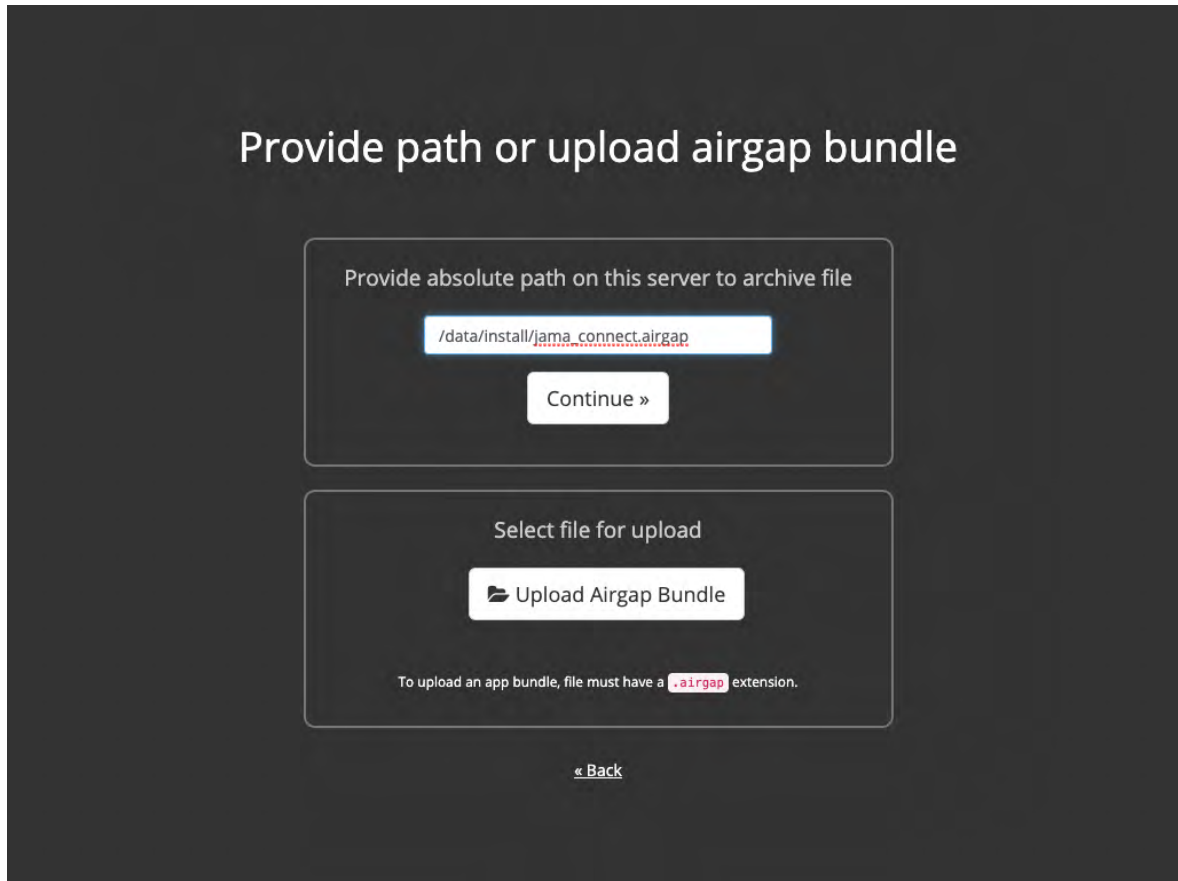 Provide path or upload airgap bundle
Provide absolute path on this server to archive file
/data/install/jama_connect.airgap
Continue »
Select file for upload
Upload Airgap Bundle
To upload an app bundle, file must have a .airgap extension.
« Back